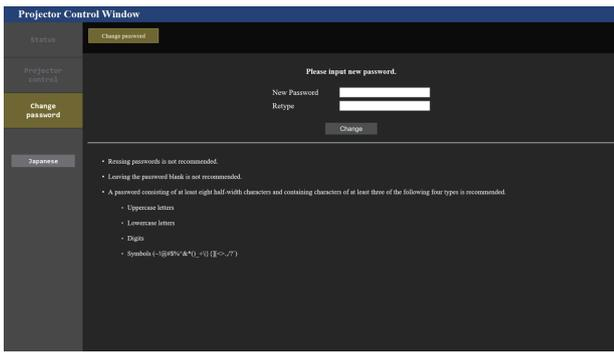 Projector Control Window
Status
Change password
Projector
control
Please input new password.
New Password
Retype
Change
password
Change
Japanese
• Reusing passwords is not recommended.
• Leaving the password blank is not recommended.
• A password consisting of at least eight half-width characters and containing characters of at least three of the following four types is recommended.
Uppercase letters
Lowercase letters
Digits
Symbols